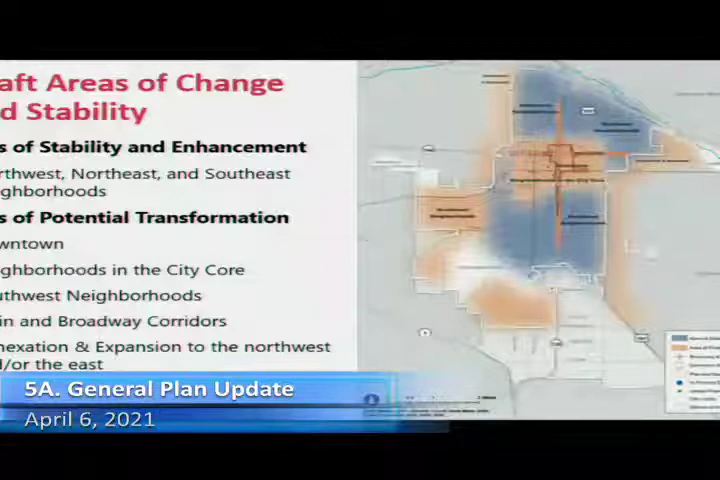 aft Areas of Change
d Stability
s of Stability and Enhancement
rthwest, Northeast, and Southeast
ghborhoods
s of Potential Transformation
wntown
ghborhoods in the City Core
uthwest Neighborhoods
in and Broadway Corridors
nexation & Expansion to the northwest
d/or the east
5A. General Plan Update
April 6, 2021